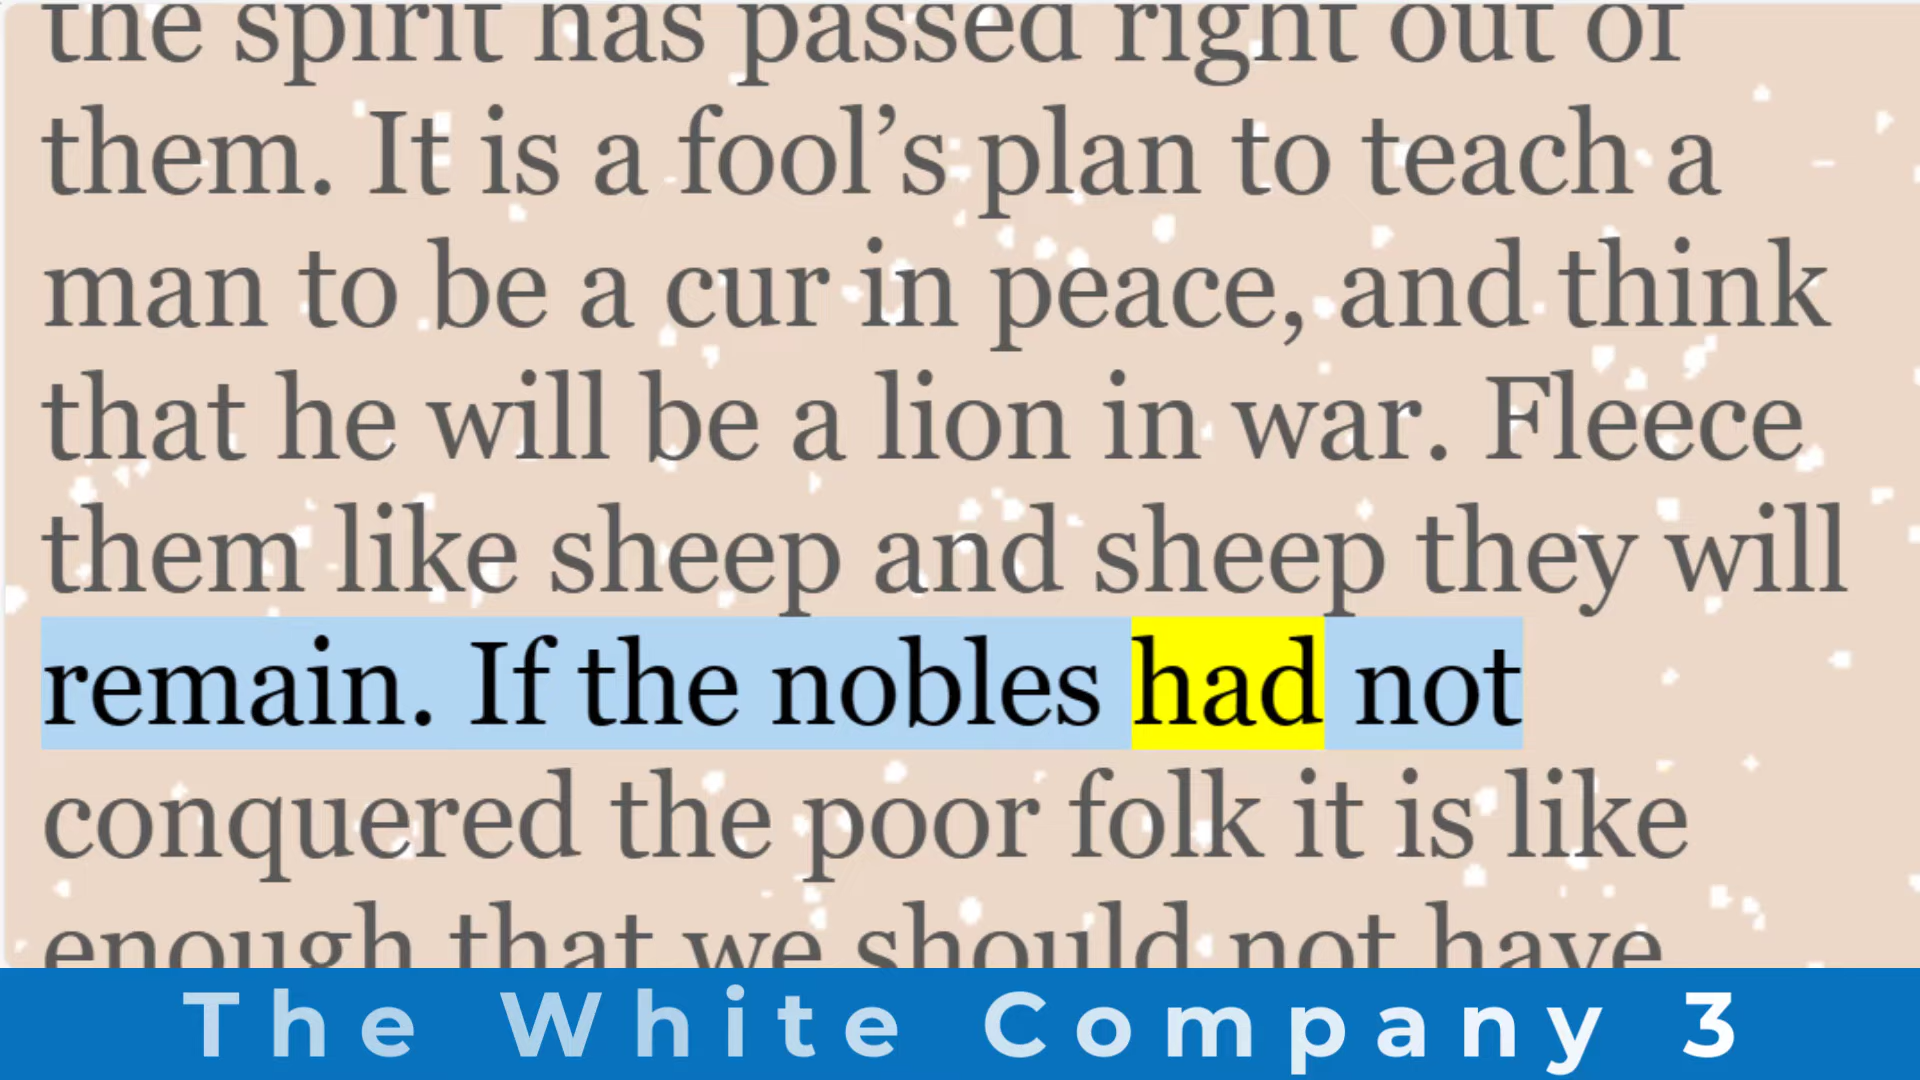 the spirit has passed right out of
them. It is a fool’s plan to teach a
man to be a cur in peace, and think
that he will be a lion in war. Fleece
them like sheep and sheep they will
remain. If the nobles had not
conquered the poor folk it is like
enough that we should not have
The White Company 3